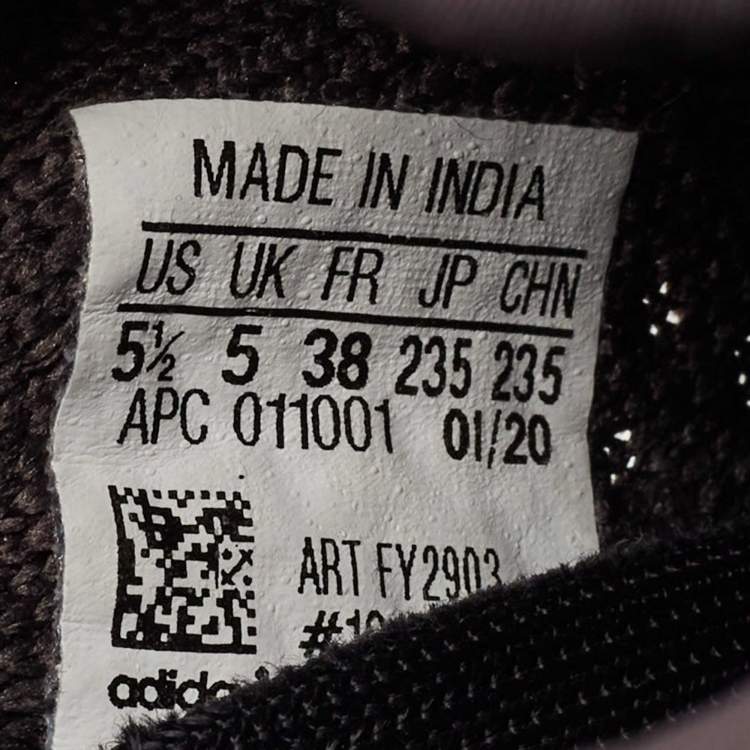 MADE IN INDIA
US UK FR JP CHN
5½ 5 38 235 235
APC 011001 01/20
ART FY2903